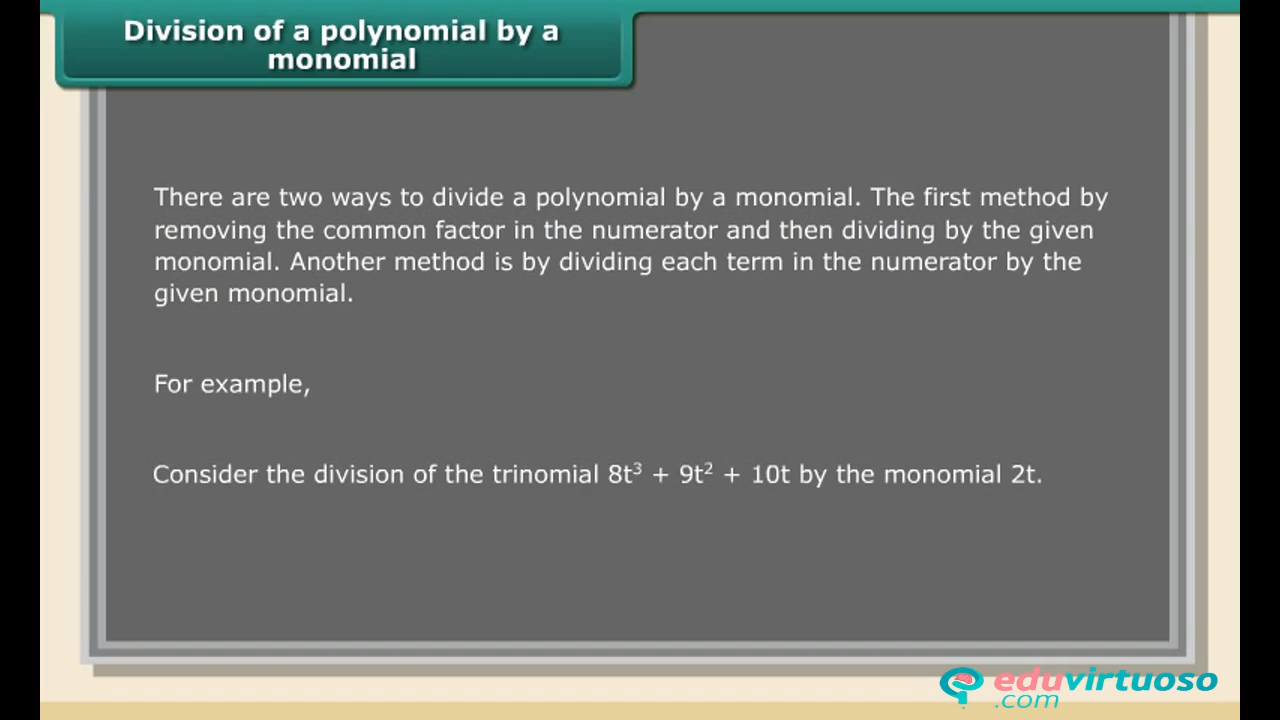 Division of a polynomial by a
monomial
There are two ways to divide a polynomial by a monomial. The first method by
removing the common factor in the numerator and then dividing by the given
monomial. Another method is by dividing each term in the numerator by the
given monomial.
For example,
Consider the division of the trinomial 8t³ + 9t² + 10t by the monomial 2t.
eduvirtuoso
.com